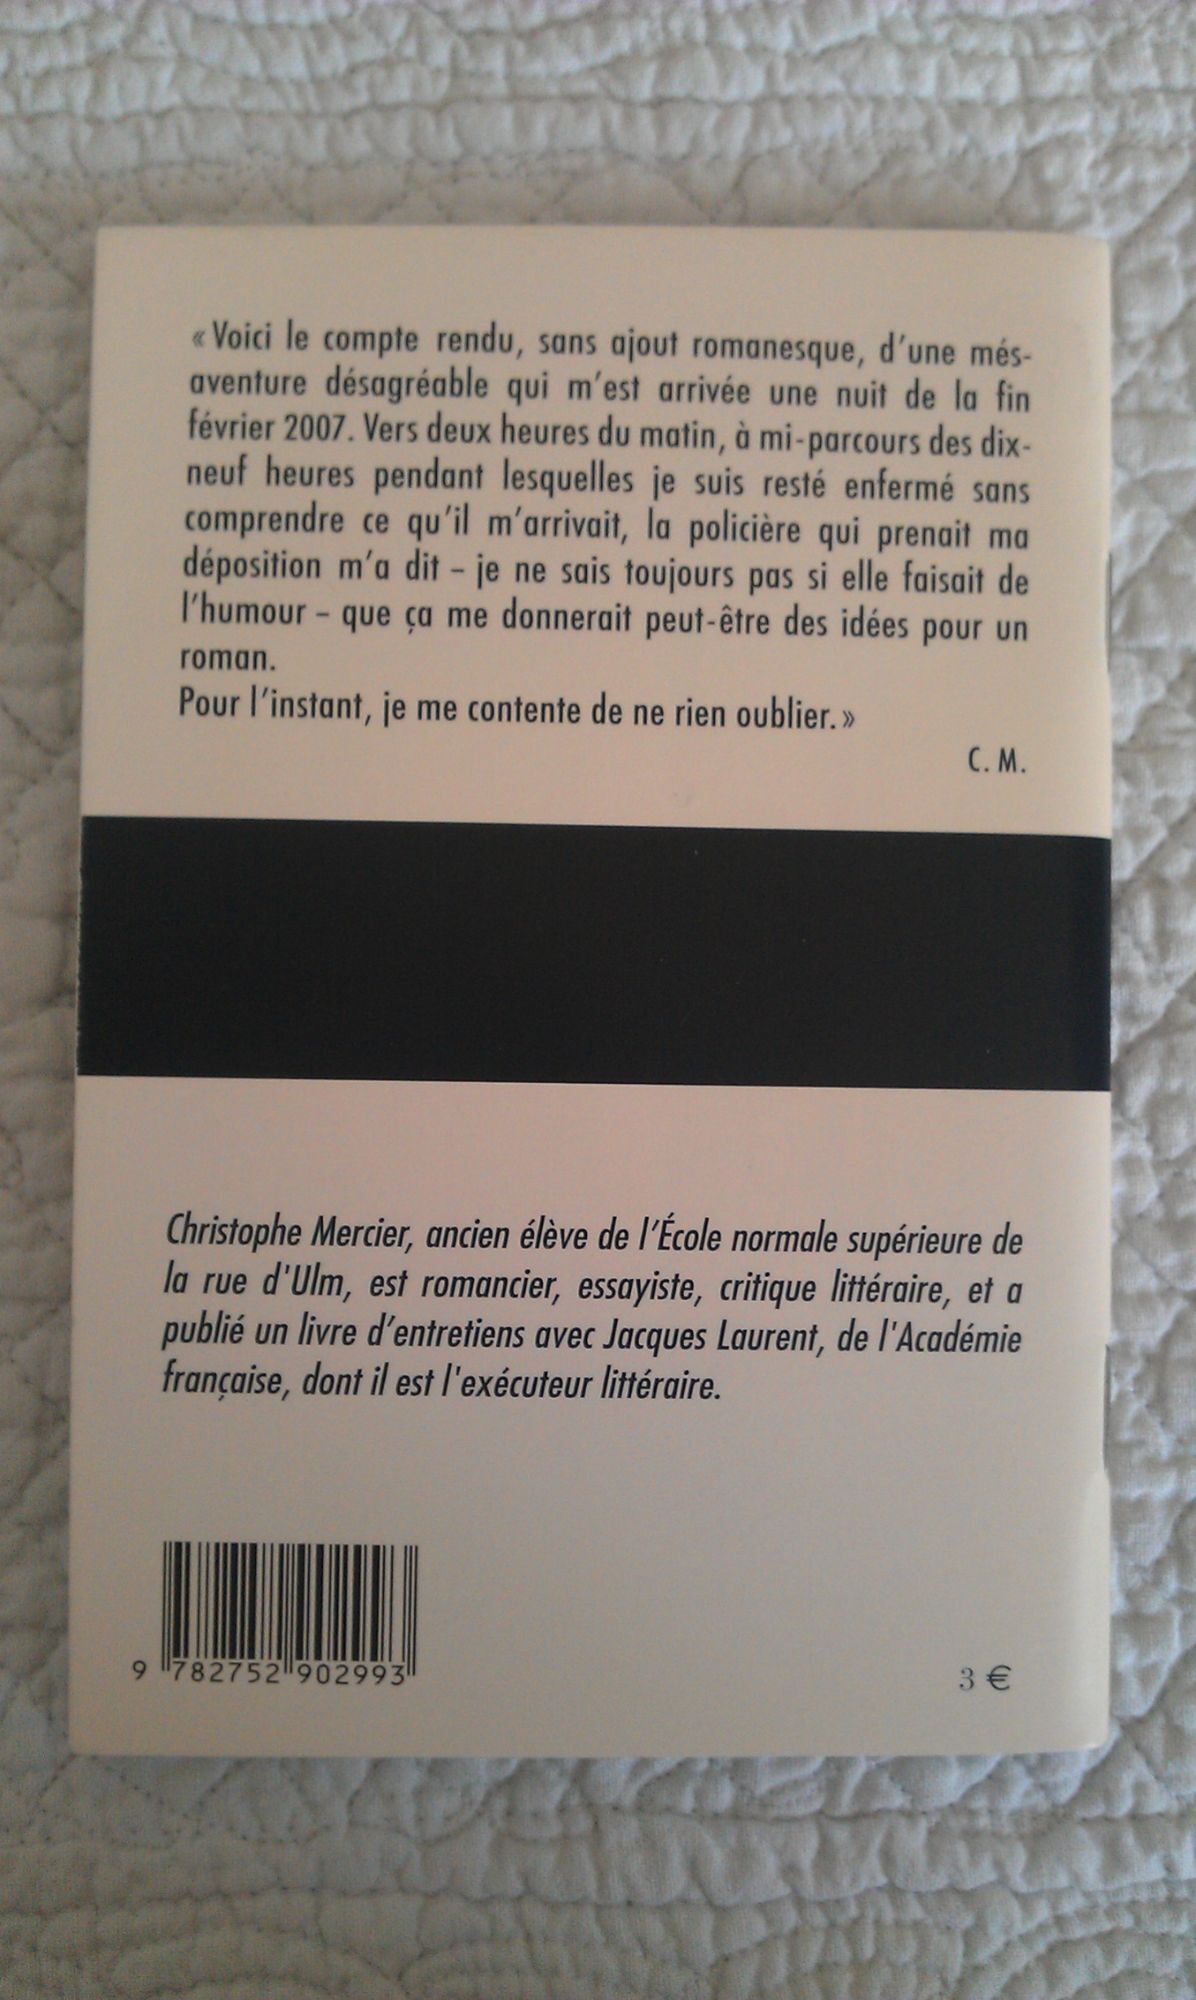 « Voici le compte rendu, sans ajout romanesque, d’une més-
aventure désagréable qui m’est arrivée une nuit de la fin
février 2007. Vers deux heures du matin, à mi-parcours des dix-
neuf heures pendant lesquelles je suis resté enfermé sans
comprendre ce qu’il m’arrivait, la policière qui prenait ma
déposition m’a dit – je ne sais toujours pas si elle faisait de
l’humour – que ça me donnerait peut-être des idées pour un
roman.
Pour l’instant, je me contente de ne rien oublier. »
C. M.
Christophe Mercier, ancien élève de l’École normale supérieure de
la rue d'Ulm, est romancier, essayiste, critique littéraire, et a
publié un livre d’entretiens avec Jacques Laurent, de l'Académie
française, dont il est l'exécuteur littéraire.
9 782752 902993
3 €